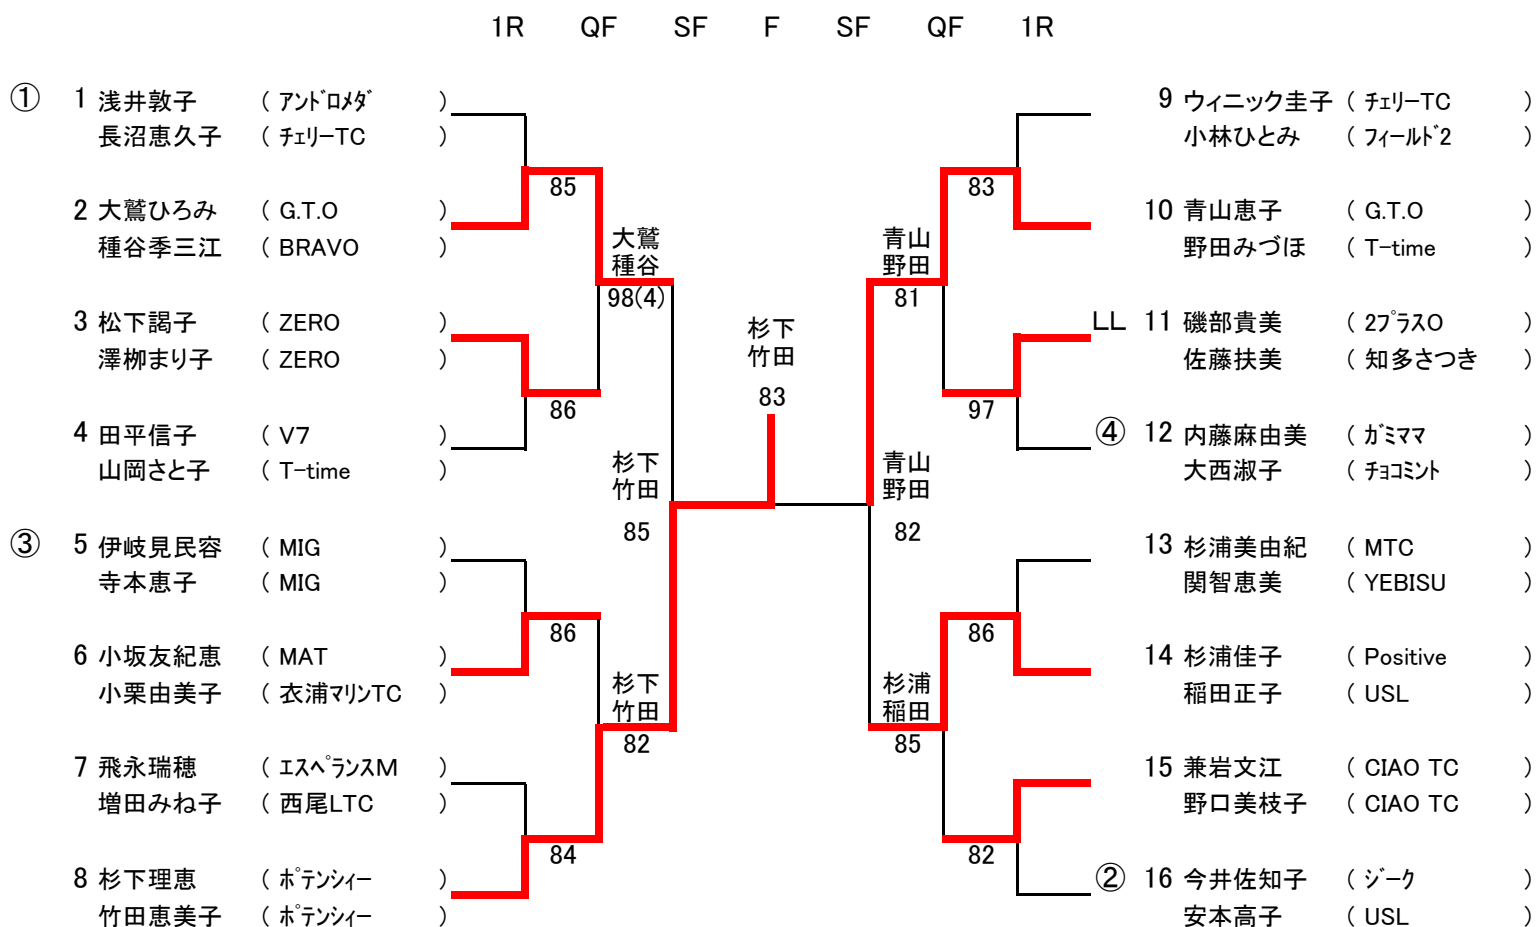 1R QF SF F SF QF 1R
① 1 浅井敦子 ( アンドロメダ )
長沼恵久子 ( チェリーTC )
85
2 大鷲ひろみ ( G.T.O )
種谷季三江 ( BRAVO )
大鷲
種谷
98(4)
3 松下謁子 ( ZERO )
澤栁まり子 ( ZERO )
86
4 田平信子 ( V7 )
山岡さと子 ( T-time )
杉下
竹田
85
③ 5 伊岐見民容 ( MIG )
寺本恵子 ( MIG )
86
6 小坂友紀恵 ( MAT )
小栗由美子 ( 衣浦マリンTC )
杉下
竹田
82
7 飛永瑞穂 ( エスペランスM )
増田みね子 ( 西尾LTC )
84
8 杉下理恵 ( ポテンシィー )
竹田恵美子 ( ポテンシィー )
杉下
竹田
83
9 ウィニック圭子 ( チェリーTC )
小林ひとみ ( フィールド2 )
83
10 青山恵子 ( G.T.O )
野田みづほ ( T-time )
青山
野田
81
LL 11 磯部貴美 ( 2プラスO )
佐藤扶美 ( 知多さつき )
97
④ 12 内藤麻由美 ( ガミママ )
大西淑子 ( チョコミント )
青山
野田
82
13 杉浦美由紀 ( MTC )
関智恵美 ( YEBISU )
86
14 杉浦佳子 ( Positive )
稲田正子 ( USL )
杉浦
稲田
85
15 兼岩文江 ( CIAO TC )
野口美枝子 ( CIAO TC )
82
② 16 今井佐知子 ( ジーク )
安本高子 ( USL )